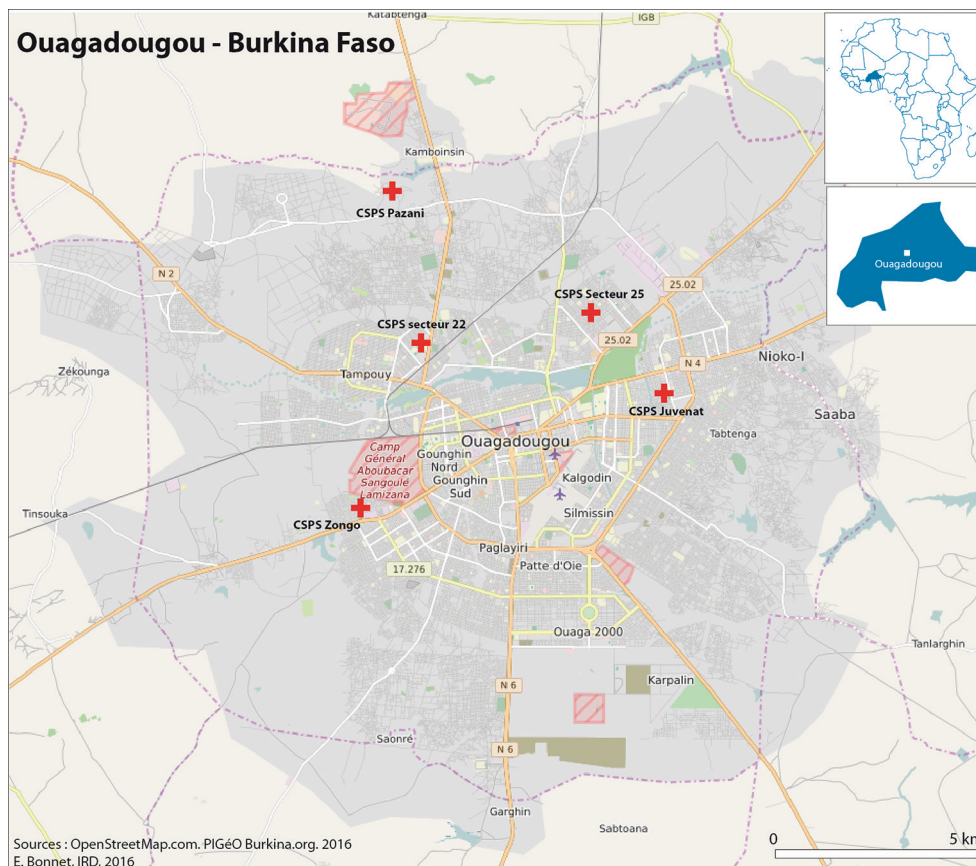 Katabtenga
IGB
Ouagadougou - Burkina Faso
Kamboinsin
CSPS Pazani
N 2
25.02
CSPS Secteur 25
CSPS secteur 22
25.02
Ouagadougou
Nioko-I
N 4
Zékounga
Tampouy
CSPS Juvenat
Saaba
Tabtenga
Ouagadougou
Camp
Général
Aboubacar
Sangoulé
Lamizana
Gounghin
Nord
Gounghin
Sud
Kalgodin
Tinsouka
CSPS Zongo
Silmissin
Paglayiri
Patte d'Oie
17.276
Ouaga 2000
Tanlarghin
N 6
Karpalin
Saonré
N 6
Garghin
Sabtoana
Sources : OpenStreetMap.com. PIGéO Burkina.org. 2016
E. Bonnet, IRD, 2016
0
5 km